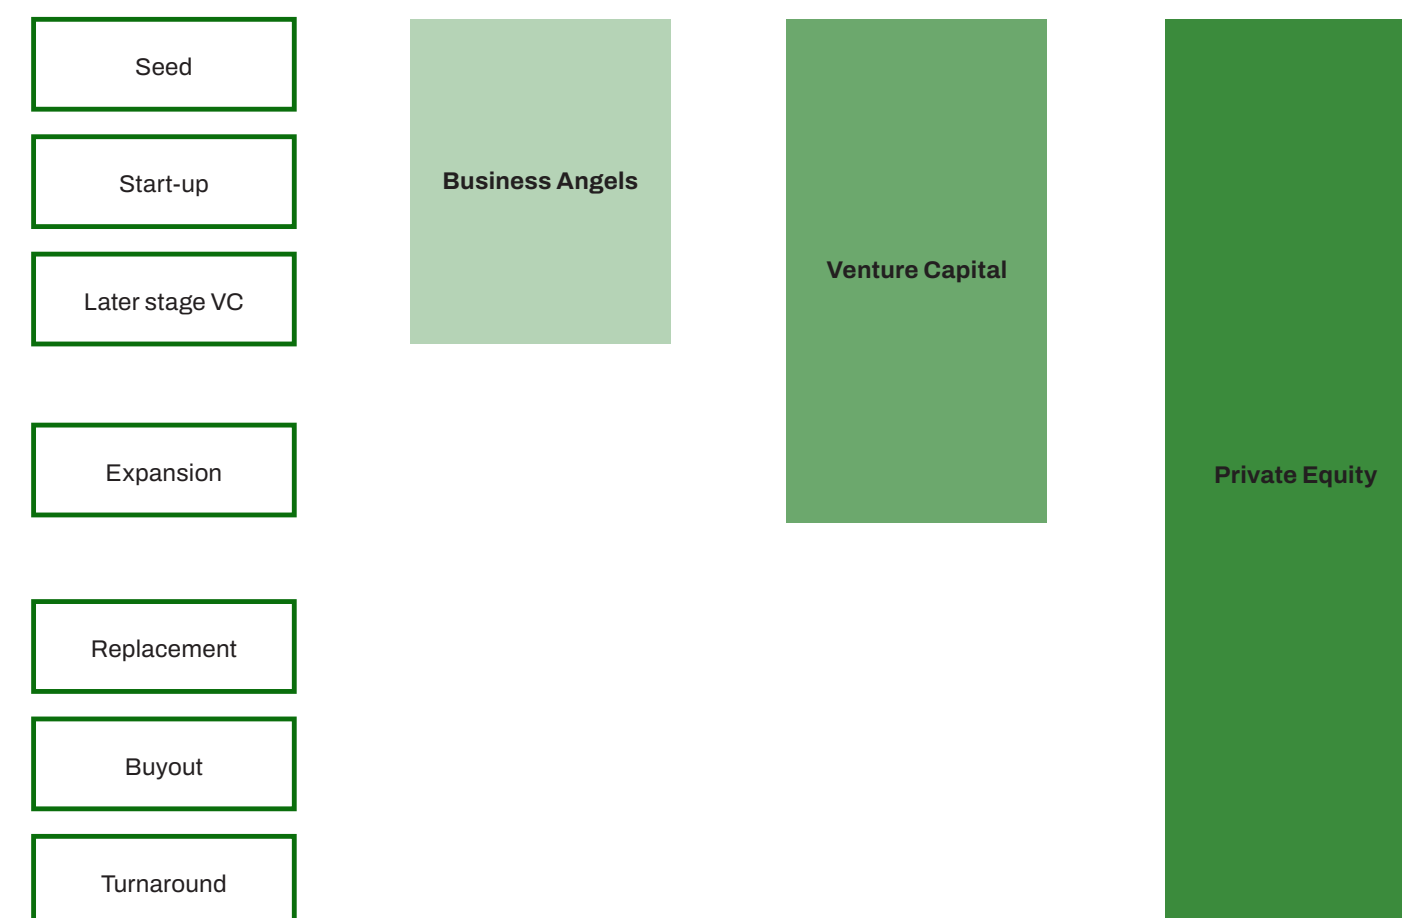 Seed
Start-up
Later stage VC
Expansion
Replacement
Buyout
Turnaround
Business Angels
Venture Capital
Private Equity